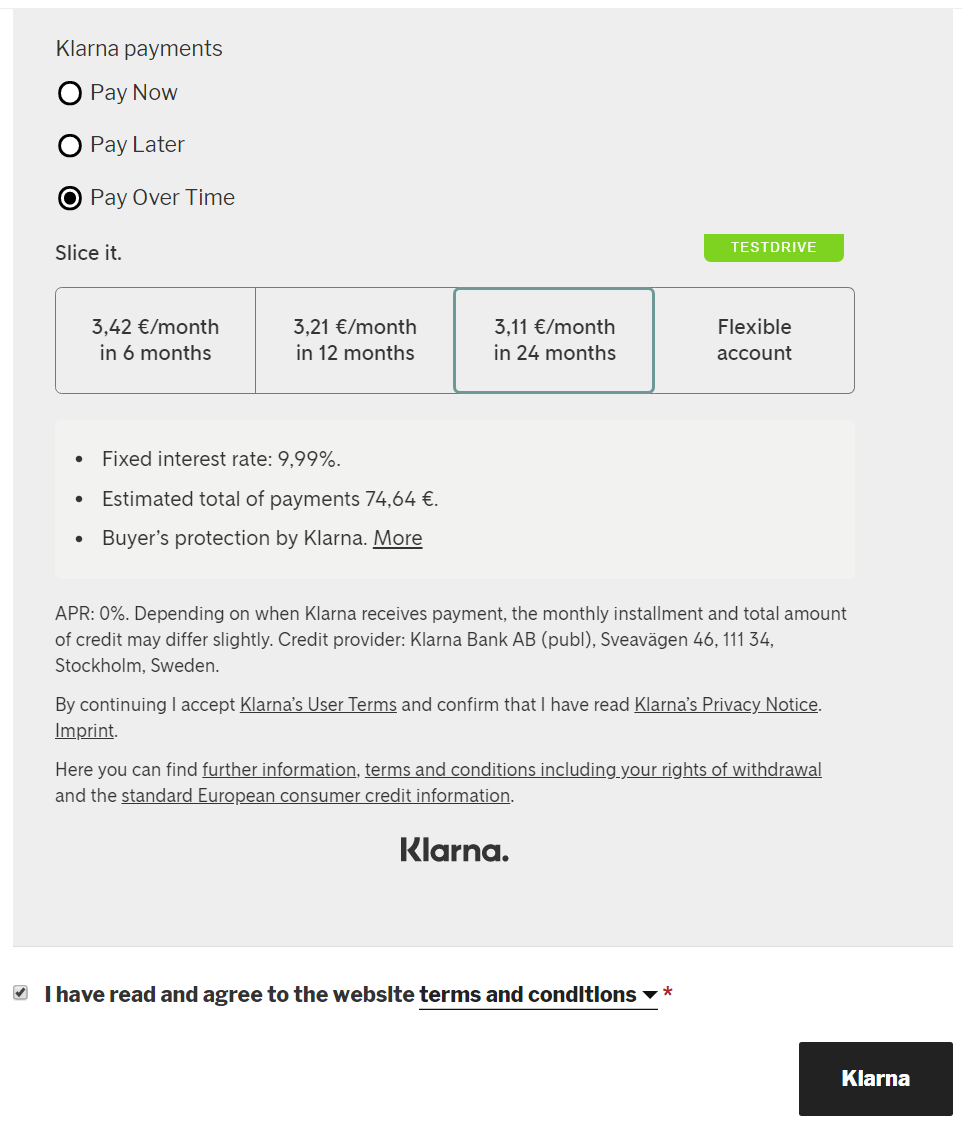 Klarna payments
Pay Now
Pay Later
Pay Over Time
Slice it.
TESTDRIVE
3,42 €/month
in 6 months
3,21 €/month
in 12 months
3,11 €/month
in 24 months
Flexible
account
• Fixed interest rate: 9,99%.
• Estimated total of payments 74,64 €.
• Buyer’s protection by Klarna. More
APR: 0%. Depending on when Klarna receives payment, the monthly installment and total amount
of credit may differ slightly. Credit provider: Klarna Bank AB (publ), Sveavägen 46, 111 34,
Stockholm, Sweden.
By continuing I accept Klarna’s User Terms and confirm that I have read Klarna’s Privacy Notice.
Imprint.
Here you can find further information, terms and conditions including your rights of withdrawal
and the standard European consumer credit information.
Klarna.
I have read and agree to the website terms and conditions *
Klarna